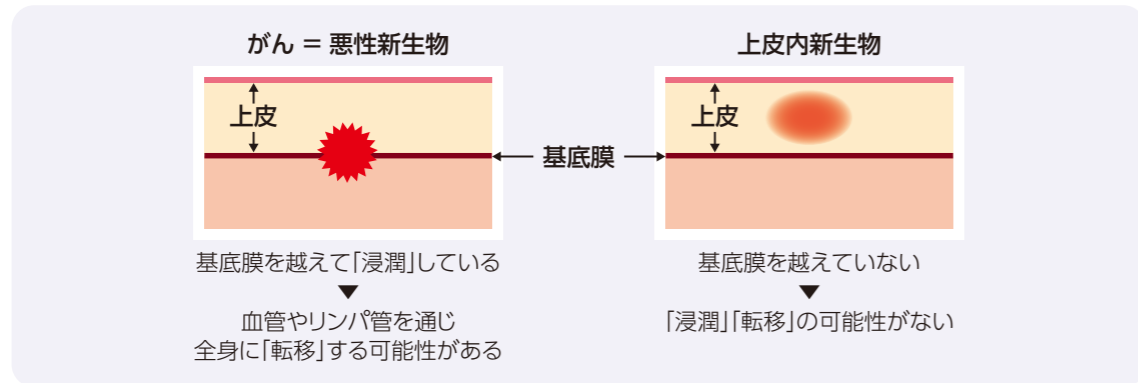 がん = 悪性新生物
上皮
基底膜を越えて「浸潤」している
▼
血管やリンパ管を通じ
全身に「転移」する可能性がある
基底膜
上皮内新生物
上皮
基底膜を越えていない
▼
「浸潤」「転移」の可能性がない